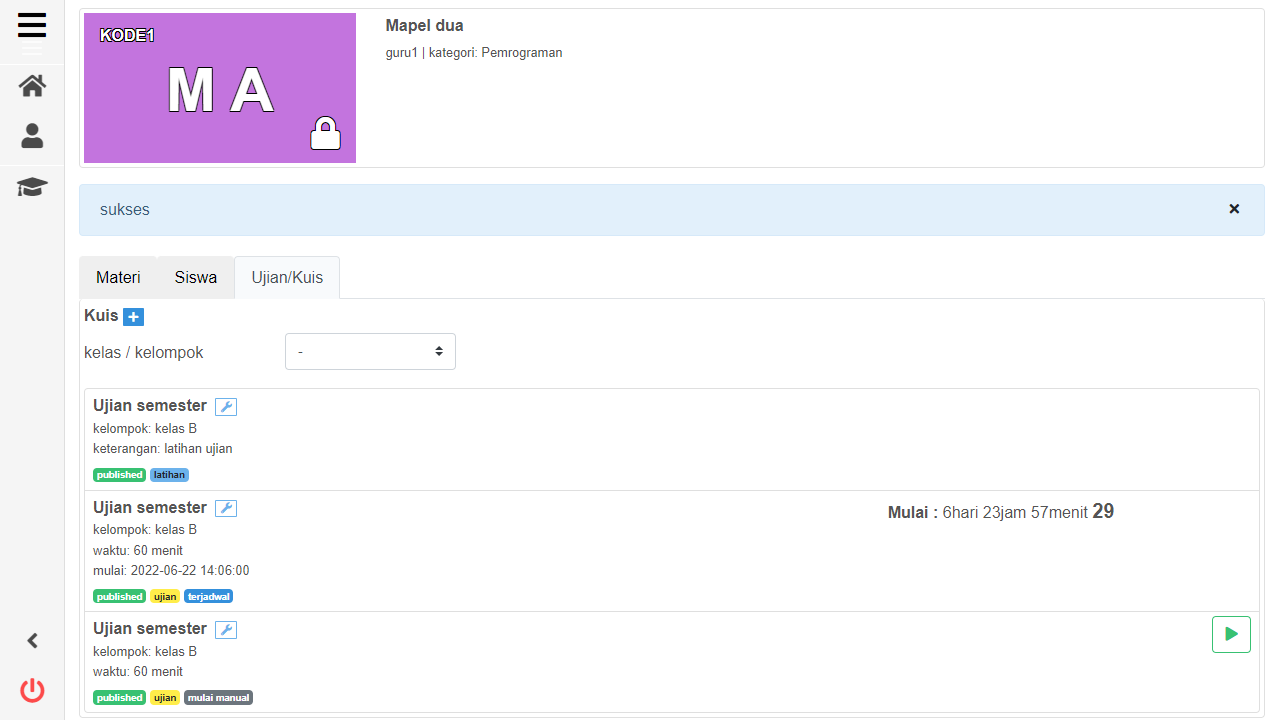 KODE1
M A
Mapel dua
guru1 | kategori: Pemrograman
sukses
Materi
Siswa
Ujian/Kuis
Kuis
kelas / kelompok
-
Ujian semester
kelompok: kelas B
keterangan: latihan ujian
published latihan
Ujian semester
Mulai : 6hari 23jam 57menit 29
kelompok: kelas B
waktu: 60 menit
mulai: 2022-06-22 14:06:00
published ujian terjadwal
Ujian semester
kelompok: kelas B
waktu: 60 menit
published ujian mulai manual